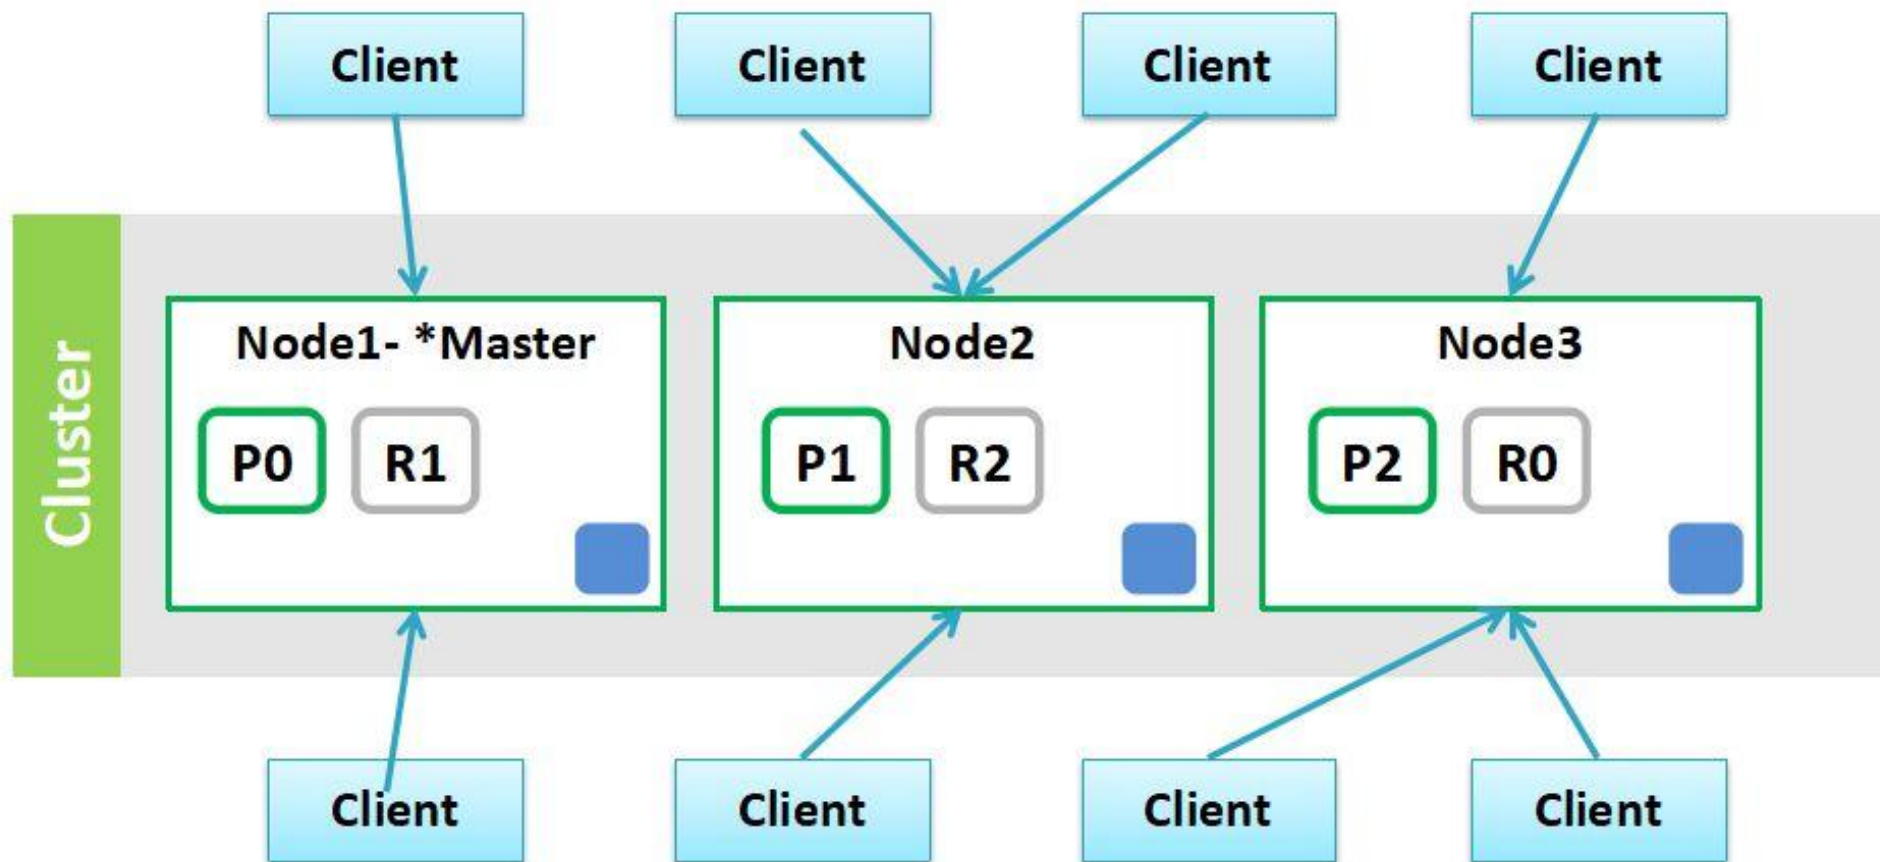 Client
Client
Client
Client
Cluster
Node1- *Master
P0
R1
Node2
P1
R2
Node3
P2
R0
Client
Client
Client
Client